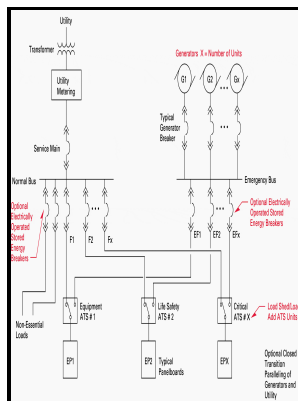 Utility
Generators X = Number of Units
Transformer
G1
G2
Gx
Utility
Metering
Typical
Generator
Breaker
Service Main
Normal Bus
Emergency Bus
Optional
Electrically
Operated
Stored
Energy
Breakers
F1
F2
Fx
EF1
EF2
EFx
Optional Electrically
Operated Stored
Energy Breakers
Non-Essential
Loads
Equipment
ATS # 1
Life Safety
ATS # 2
Critical
ATS # X
Load Shed/Loa
Add ATS Units
EP1
EP2
Typical
Panelboards
EPX
Optional Closed
Transition
Paralleling of
Generators and
Utility